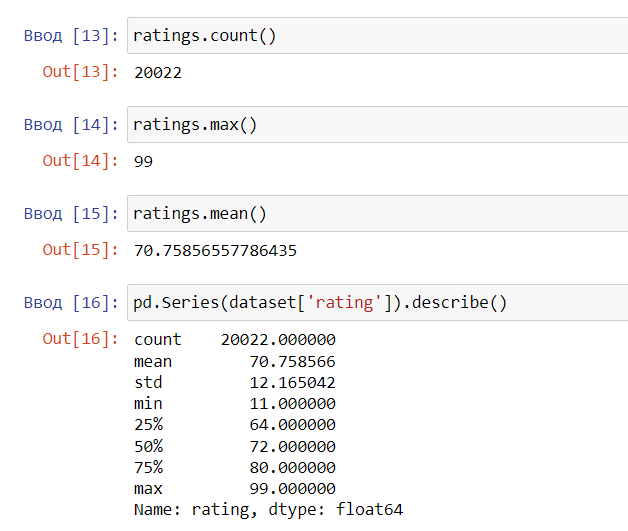 Ввод [13]: ratings.count()
Out[13]: 20022
Ввод [14]: ratings.max()
Out[14]: 99
Ввод [15]: ratings.mean()
Out[15]: 70.75856557786435
Ввод [16]: pd.Series(dataset['rating']).describe()
Out[16]: count    20022.000000
mean        70.758566
std         12.165042
min         11.000000
25%         64.000000
50%         72.000000
75%         80.000000
max         99.000000
Name: rating, dtype: float64